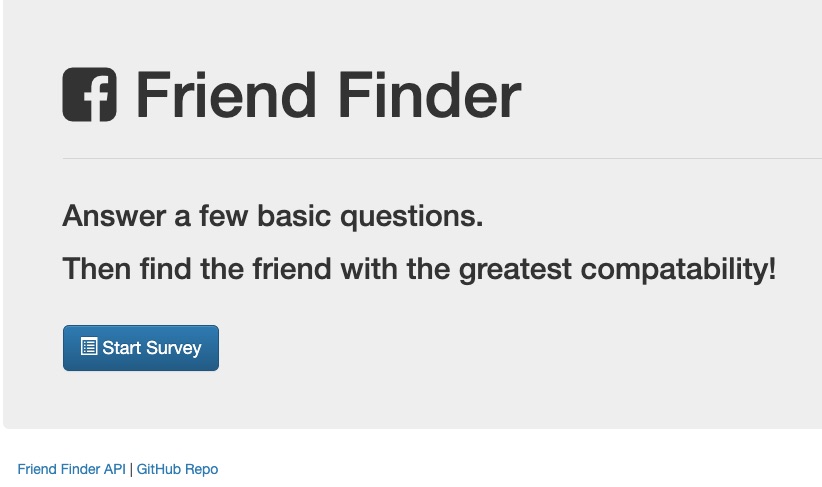 Friend Finder
Answer a few basic questions.
Then find the friend with the greatest compatability!
Start Survey
Friend Finder API | GitHub Repo